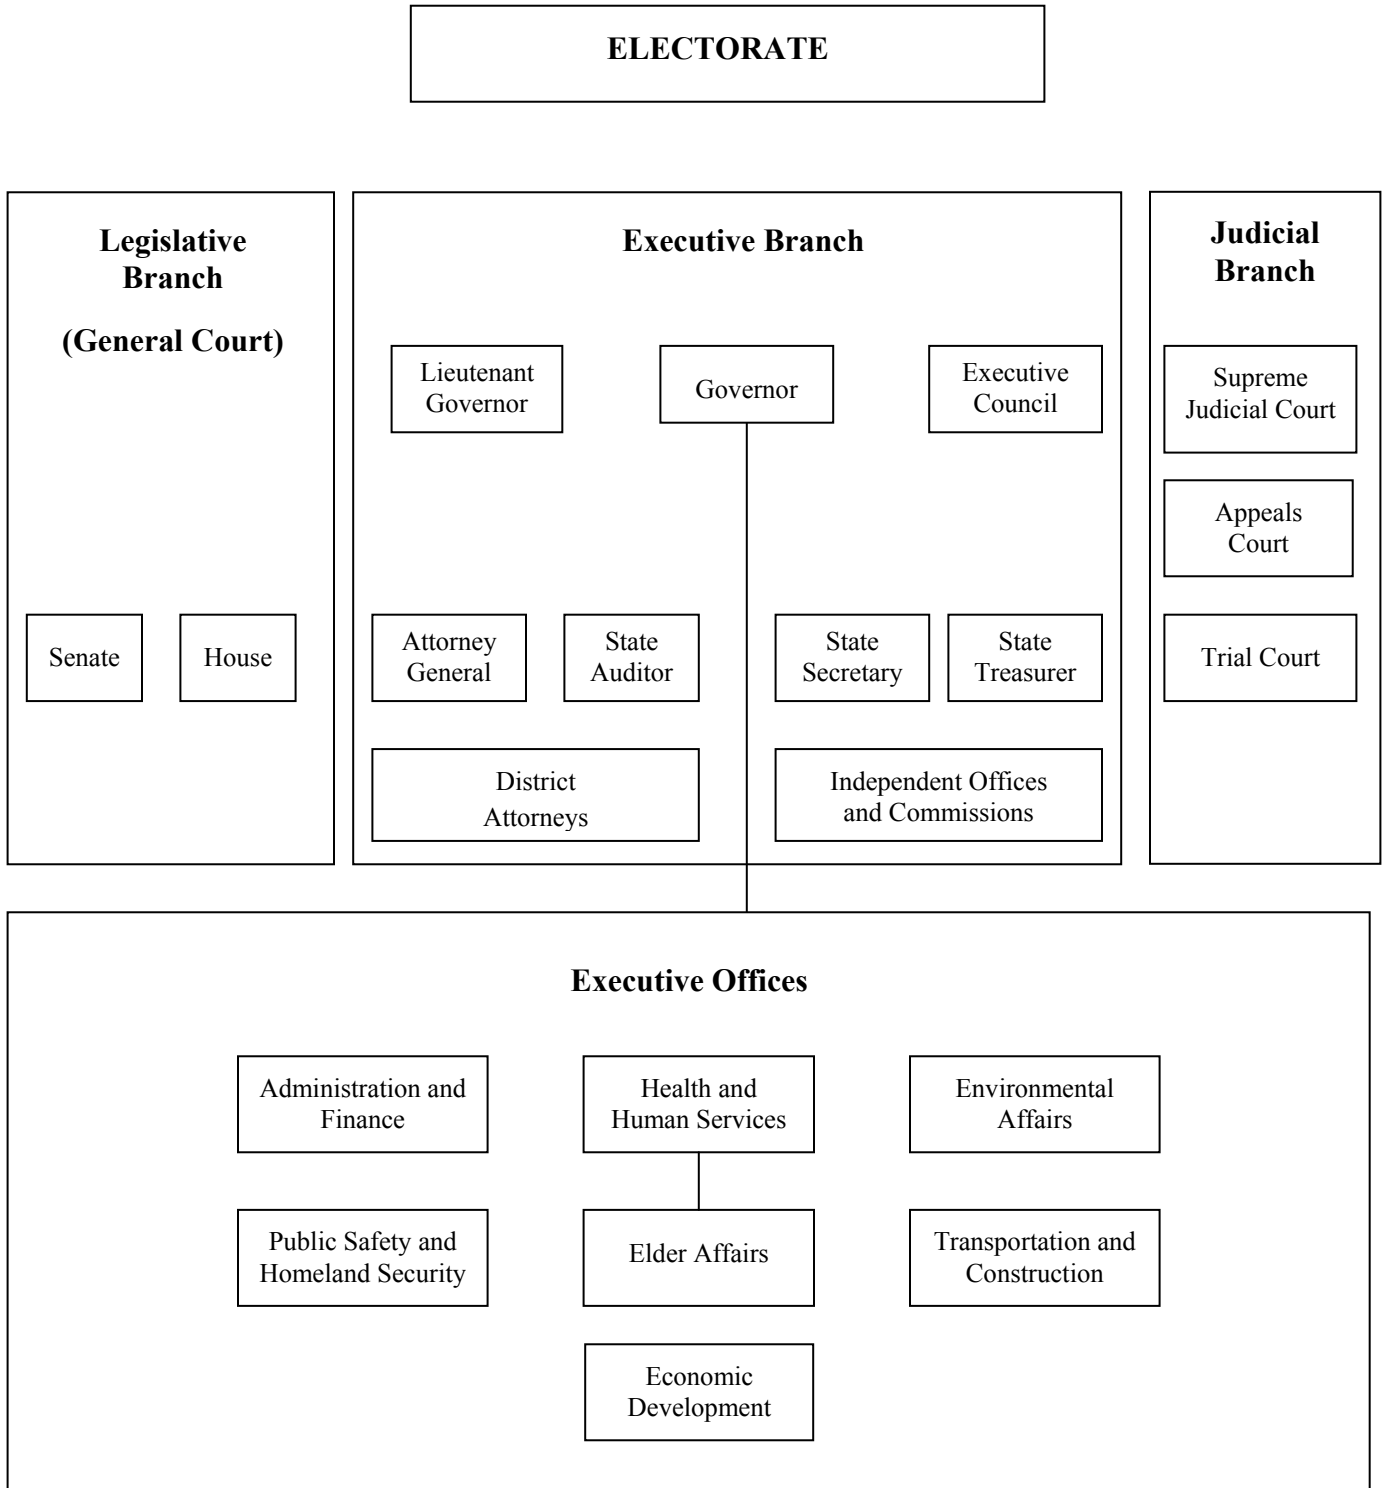 ELECTORATE
Legislative
Branch
(General Court)
Senate
House
Executive Branch
Lieutenant
Governor
Governor
Executive
Council
Attorney
General
State
Auditor
State
Secretary
State
Treasurer
District
Attorneys
Independent Offices
and Commissions
Judicial
Branch
Supreme
Judicial Court
Appeals
Court
Trial Court
Executive Offices
Administration and
Finance
Health and
Human Services
Environmental
Affairs
Public Safety and
Homeland Security
Elder Affairs
Transportation and
Construction
Economic
Development